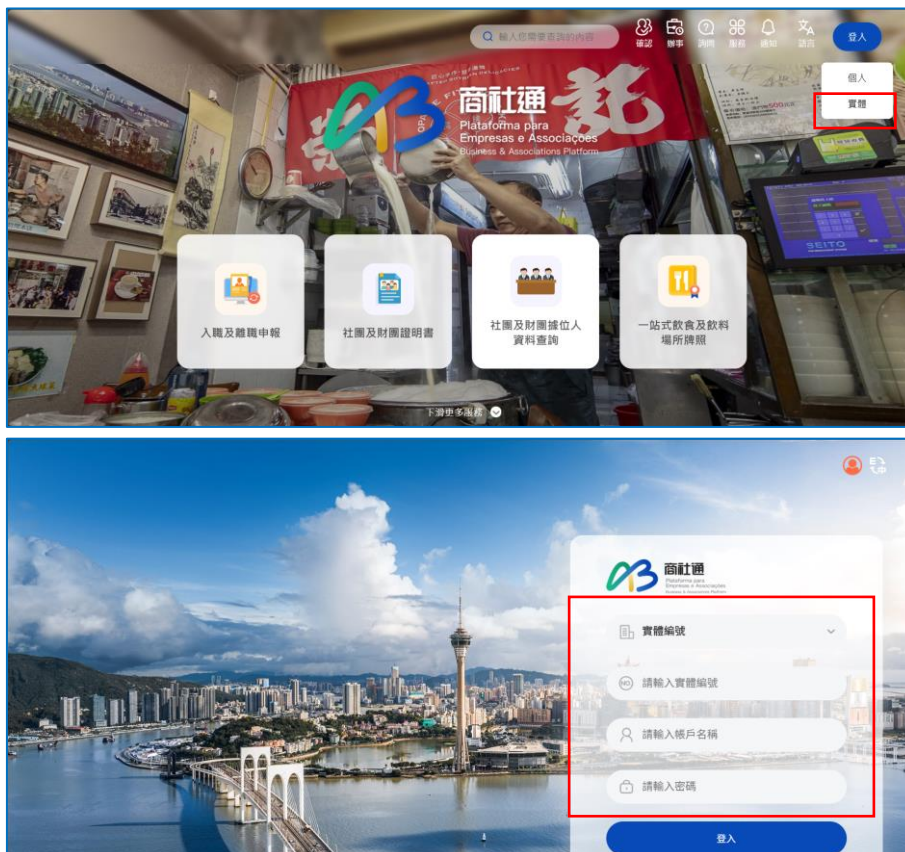 輸入您需要查詢的內容
確認 辦事 詢問 服務 通知 語言
登入
個人
實體
商社通
Plataforma para
Empresas e Associações
Business & Associations Platform
500
SEITO
入職及離職申報
社團及財團證明書
社團及財團據位人
資料查詢
一站式飲食及飲料
場所牌照
下滑更多服務
商社通
Plataforma para
Empresas e Associações
Business & Associations Platform
實體編號
NO 請輸入實體編號
請輸入帳戶名稱
請輸入密碼
登入